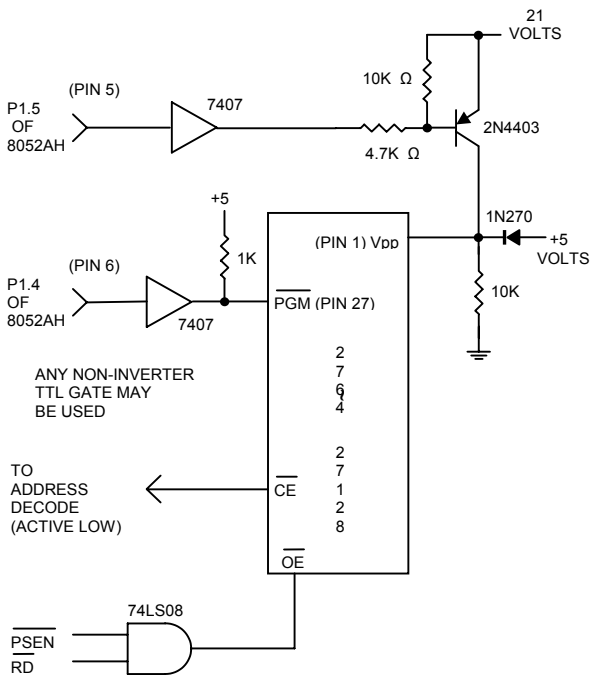 21
VOLTS
10K Ω
(PIN 5)
7407
P1.5
OF
8052AH
2N4403
4.7K Ω
1N270
+5
VOLTS
+5
1K
(PIN 1) Vpp
(PIN 6)
P1.4
OF
8052AH
7407
PGM (PIN 27)
10K
ANY NON-INVERTER
TTL GATE MAY
BE USED
2
7
6
4
2
7
1
2
8
TO
ADDRESS
DECODE
(ACTIVE LOW)
CE
OE
74LS08
PSEN
RD